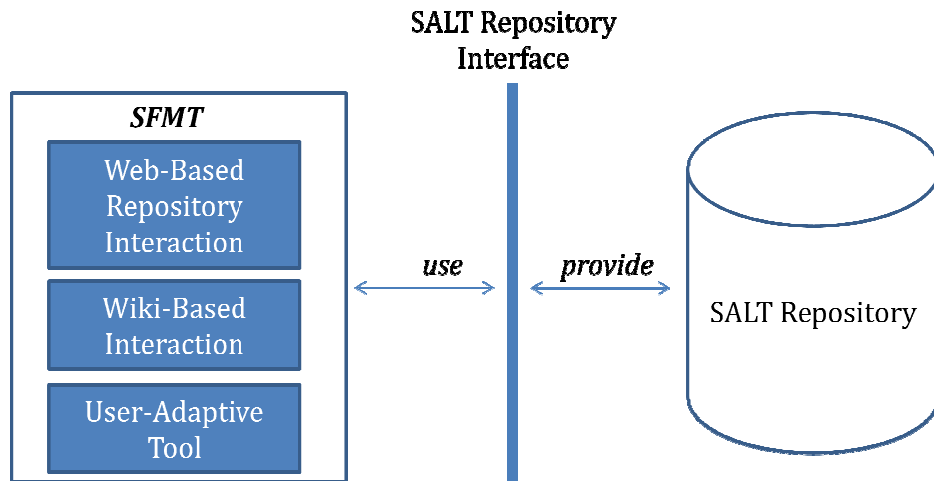 SALT Repository
Interface
SFMT
Web-Based
Repository
Interaction
Wiki-Based
Interaction
User-Adaptive
Tool
use
provide
SALT Repository